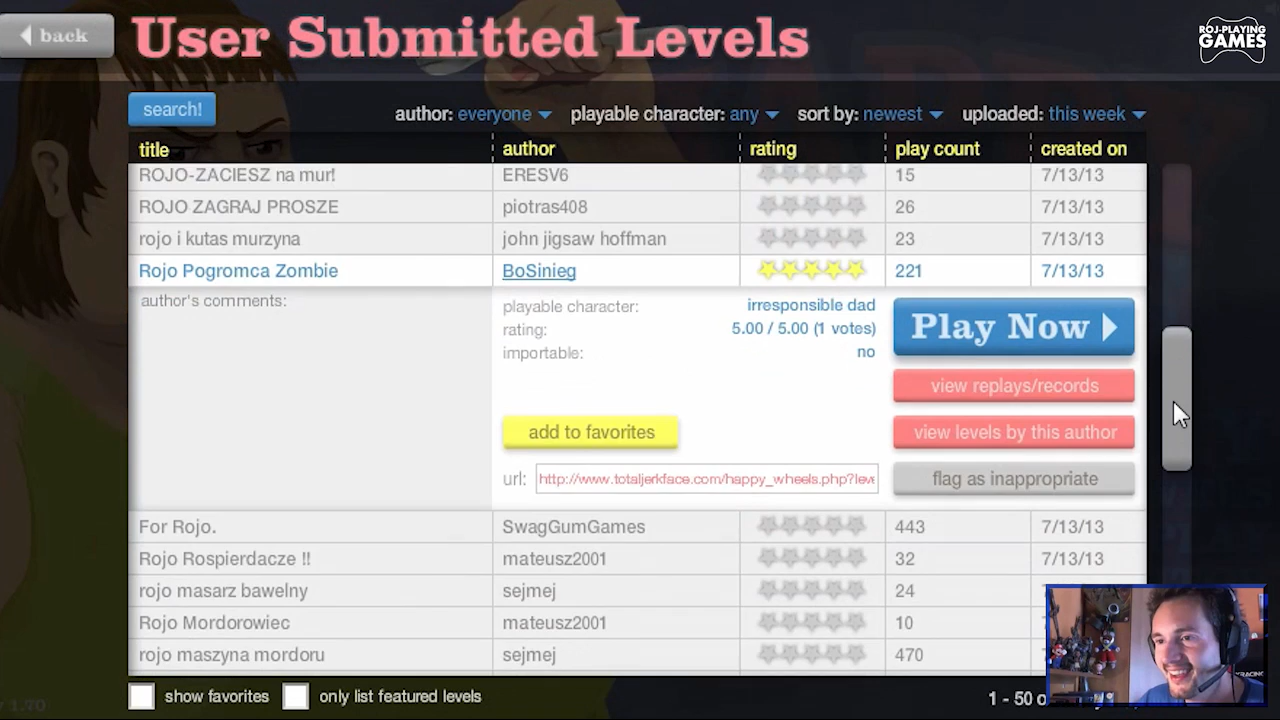 back
User Submitted Levels
ROJ-PLAYING
GAMES
search!
author: everyone playable character: any sort by: newest uploaded: this week
title author rating play count created on
ROJO-ZACIESZ na mur! ERESV6 15 7/13/13
ROJO ZAGRAJ PROSZE piotras408 26 7/13/13
rojo i kutas murzyna john jigsaw hoffman 23 7/13/13
Rojo Pogromca Zombie BoSinieg 221 7/13/13
author's comments:
playable character: irresponsible dad
rating: 5.00 / 5.00 (1 votes)
importable: no
Play Now
view replays/records
add to favorites
view levels by this author
url: http://www.totaljerkface.com/happy_wheels.php?leve
flag as inappropriate
For Rojo. SwagGumGames 443 7/13/13
Rojo Rospierdacze !! mateusz2001 32 7/13/13
rojo masarz bawelny sejmej 24
Rojo Mordorowiec mateusz2001 10
rojo maszyna mordoru sejmej 470
show favorites only list featured levels 1 - 50
1.70